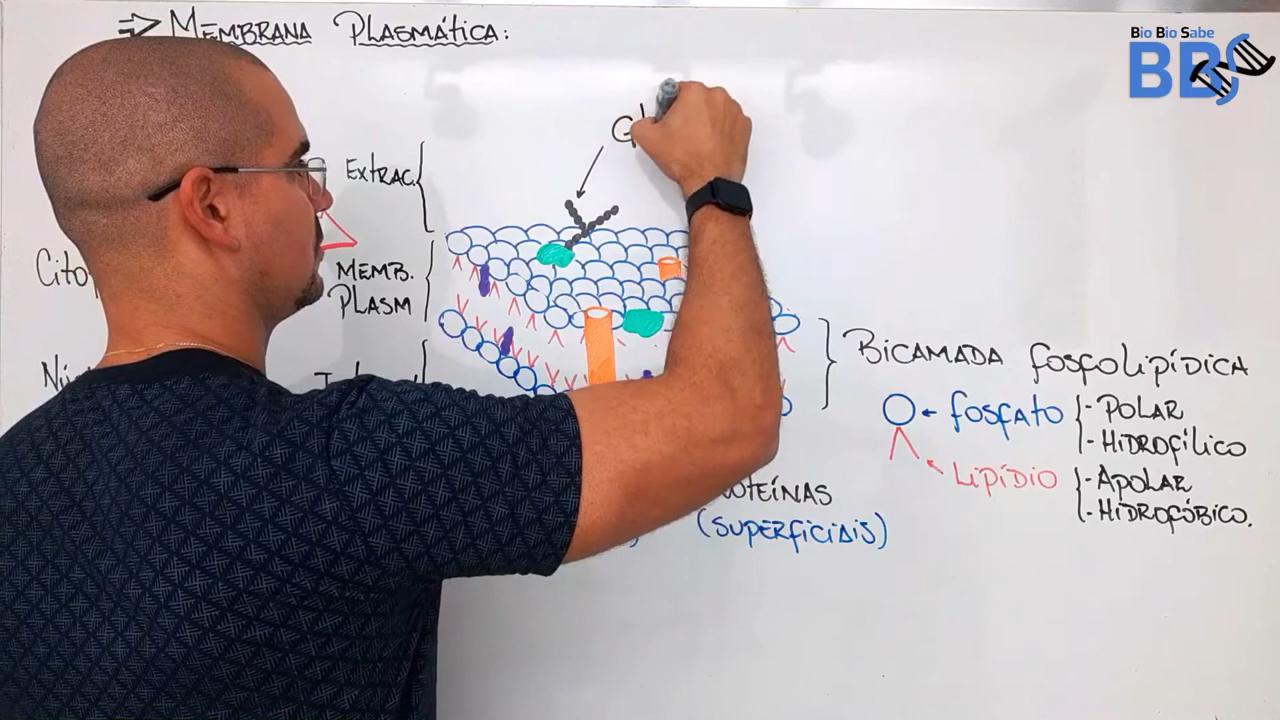 ⇒ MEMBRANA PLASMÁTICA:
Bio Bio Sabe
BBS
EXTRAC.
MEMB.
PLASM
BICAMADA fosfoLIPÍDICA
fosfATO
- POLAR
- HIDROfÍLICO
LIPÍDIO
- APOLAR
- HIDROfÓBICO.
(SUPERfICIAIS)